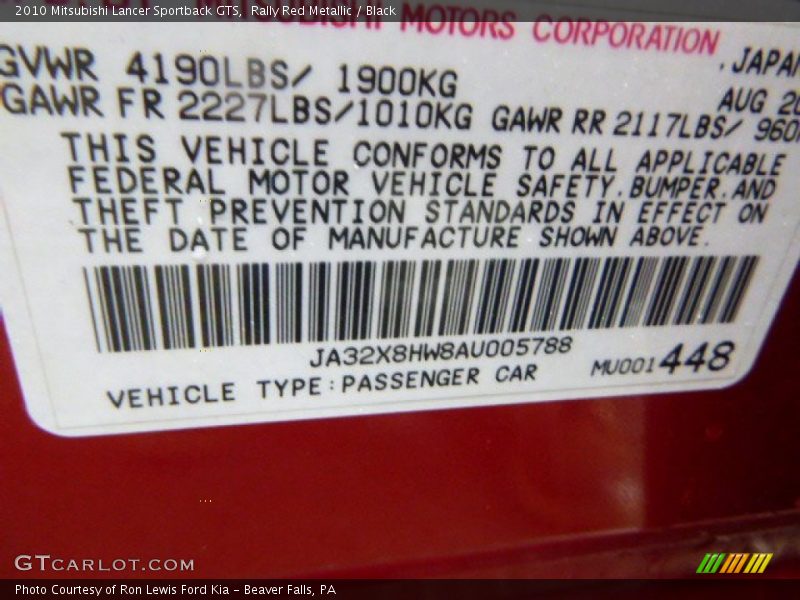 2010 Mitsubishi Lancer Sportback GTS, Rally Red Metallic / Black
MOTORS CORPORATION
GVWR 4190LBS/ 1900KG
, JAPAN
GAWR FR 2227LBS/1010KG GAWR RR 2117LBS/
AUG
THIS VEHICLE CONFORMS TO ALL APPLICABLE
FEDERAL MOTOR VEHICLE SAFETY.BUMPER.AND
THEFT PREVENTION STANDARDS IN EFFECT ON
THE DATE OF MANUFACTURE SHOWN ABOVE.
JA32X8HW8AU005788
VEHICLE TYPE:PASSENGER CAR
MU001448
GTCARLOT.COM
Photo Courtesy of Ron Lewis Ford Kia - Beaver Falls, PA